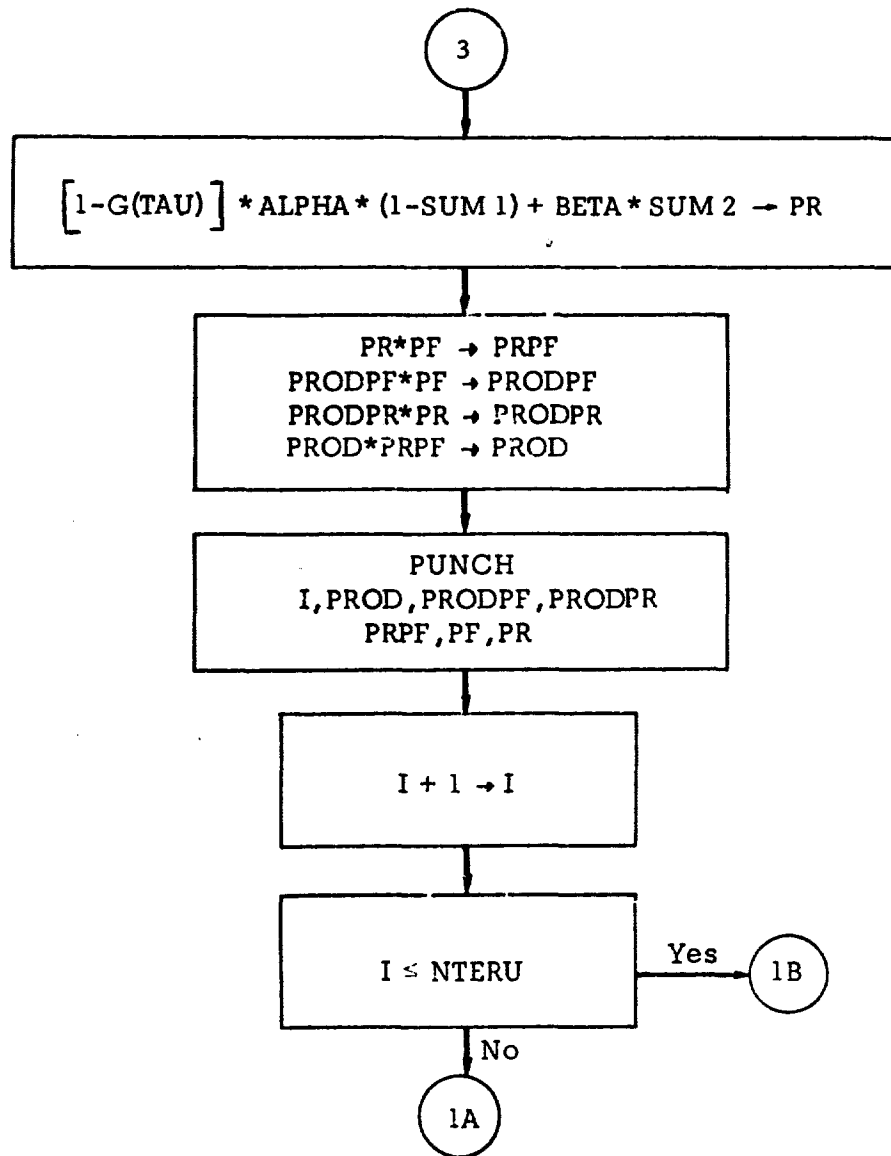 3
[1-G(TAU)] *ALPHA* (1-SUM 1) + BETA* SUM 2 → PR
PR*PF → PRPF
PRODPF*PF → PRODPF
PRODPR*PR → PRODPR
PROD*PRPF → PROD
PUNCH
I,PROD,PRODPF,PRODPR
PRPF,PF,PR
I + 1 → I
I ≤ NTERU
Yes
1B
No
1A